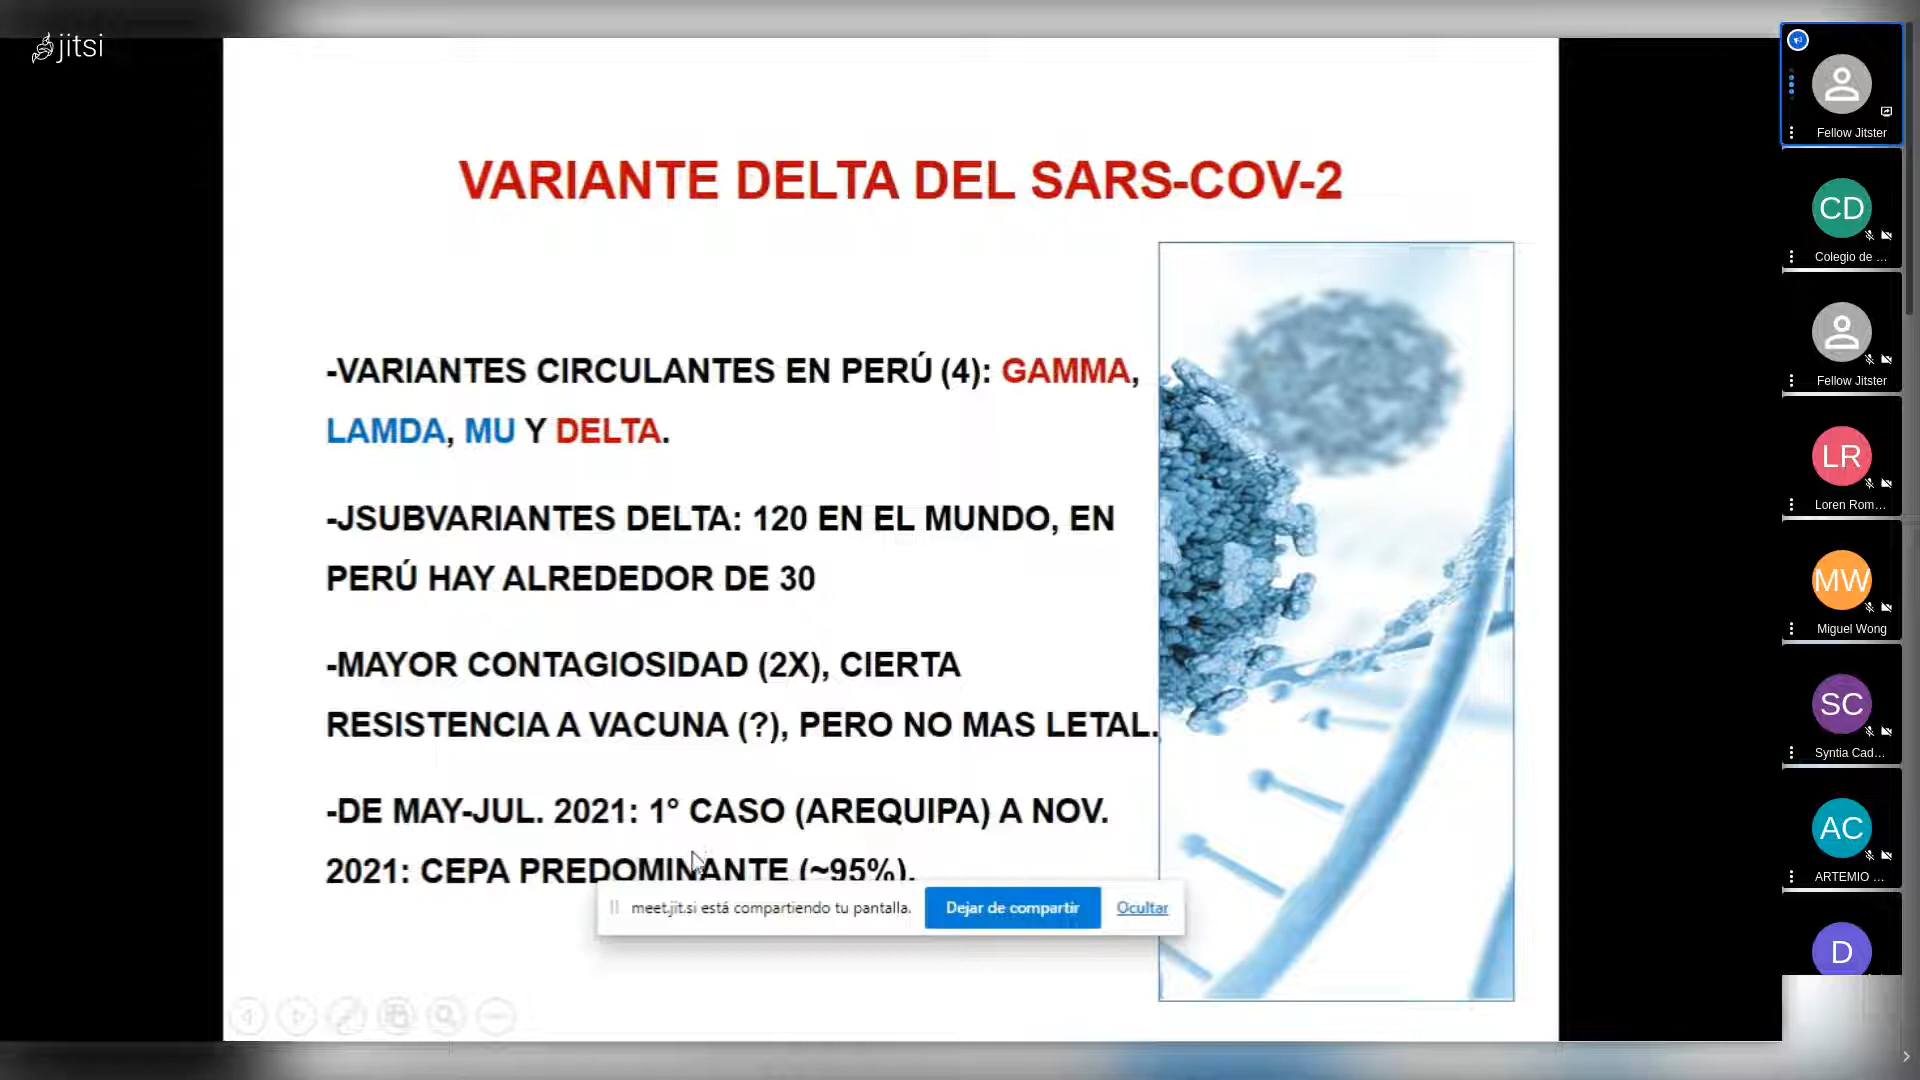 jitsi
VARIANTE DELTA DEL SARS-COV-2
-VARIANTES CIRCULANTES EN PERÚ (4): GAMMA,
LAMDA, MU Y DELTA.
-JSUBVARIANTES DELTA: 120 EN EL MUNDO, EN
PERÚ HAY ALREDEDOR DE 30
-MAYOR CONTAGIOSIDAD (2X), CIERTA
RESISTENCIA A VACUNA (?), PERO NO MAS LETAL.
-DE MAY-JUL. 2021: 1° CASO (AREQUIPA) A NOV.
2021: CEPA PREDOMINANTE (~95%).
meet.jit.si está compartiendo tu pantalla.
Dejar de compartir
Ocultar
Fellow Jitster
CD
Colegio de ...
Fellow Jitster
LR
Loren Rom...
MW
Miguel Wong
SC
Syntia Cad...
AC
ARTEMIO ...
D